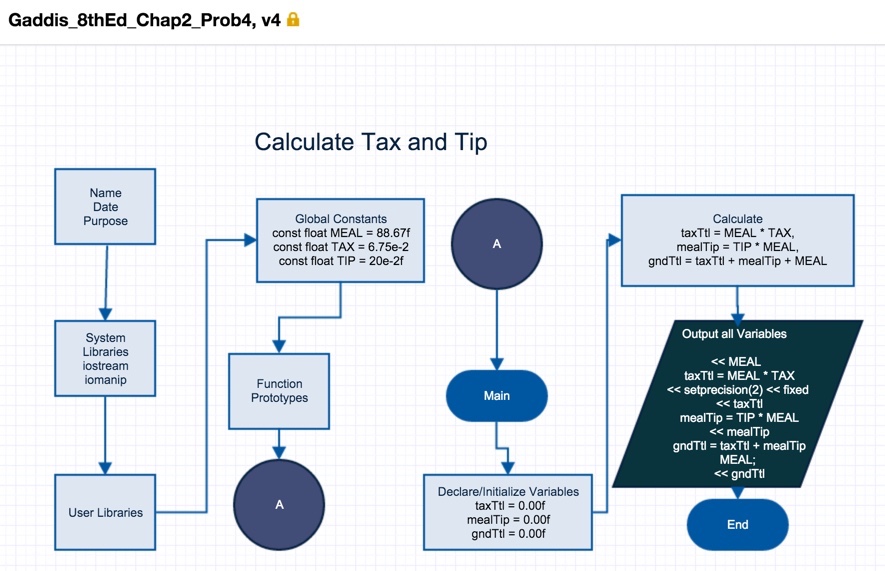 Gaddis_8thEd_Chap2_Prob4, v4
Calculate Tax and Tip
Name
Date
Purpose
System
Libraries
iostream
iomanip
User Libraries
Global Constants
const float MEAL = 88.67f
const float TAX = 6.75e-2
const float TIP = 20e-2f
Function
Prototypes
A
A
Main
Declare/Initialize Variables
taxTtl = 0.00f
mealTip = 0.00f
gndTtl = 0.00f
Calculate
taxTtl = MEAL * TAX,
mealTip = TIP * MEAL,
gndTtl = taxTtl + mealTip + MEAL
Output all Variables
<< MEAL
taxTtl = MEAL * TAX
<< setprecision(2) << fixed
<< taxTtl
mealTip = TIP * MEAL
<< mealTip
gndTtl = taxTtl + mealTip
MEAL;
<< gndTtl
End